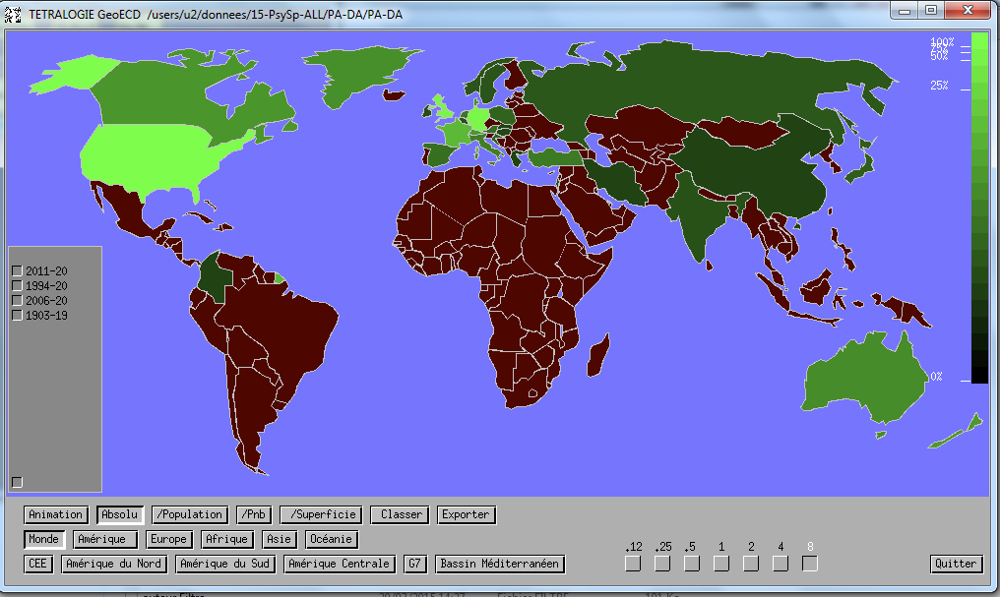 TETRALOGIE GeoECD /users/u2/donnees/15-PsySp-ALL/PA-DA/PA-DA
100%
50%
25%
2011-20
1994-20
2006-20
1903-19
0%
Animation Absolu /Population /Pnb /Superficie Classer Exporter
Monde Amérique Europe Afrique Asie Océanie
.12 .25 .5 1 2 4 8
CEE Amérique du Nord Amérique du Sud Amérique Centrale G7 Bassin Méditerranéen Quitter